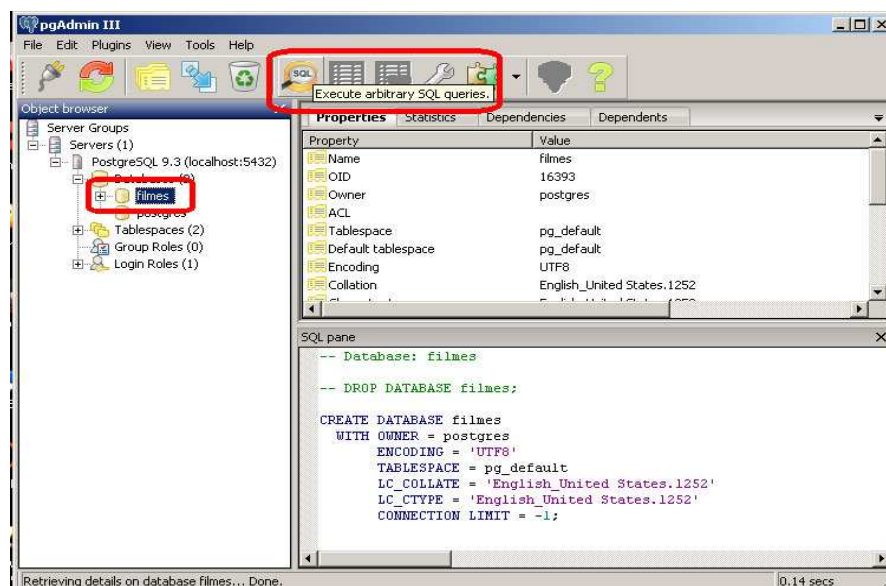 pgAdmin III
File Edit Plugins View Tools Help
SQL
Execute arbitrary SQL queries.
Object browser
Server Groups
Servers (1)
PostgreSQL 9.3 (localhost:5432)
Databases (2)
filmes
postgres
Tablespaces (2)
Group Roles (0)
Login Roles (1)
Properties Statistics Dependencies Dependents
Property Value
Name filmes
OID 16393
Owner postgres
ACL
Tablespace pg_default
Default tablespace pg_default
Encoding UTF8
Collation English_United States.1252
SQL pane
-- Database: filmes
-- DROP DATABASE filmes;
CREATE DATABASE filmes
WITH OWNER = postgres
ENCODING = 'UTF8'
TABLESPACE = pg_default
LC_COLLATE = 'English_United States.1252'
LC_CTYPE = 'English_United States.1252'
CONNECTION LIMIT = -1;
Retrieving details on database filmes... Done. 0.14 secs